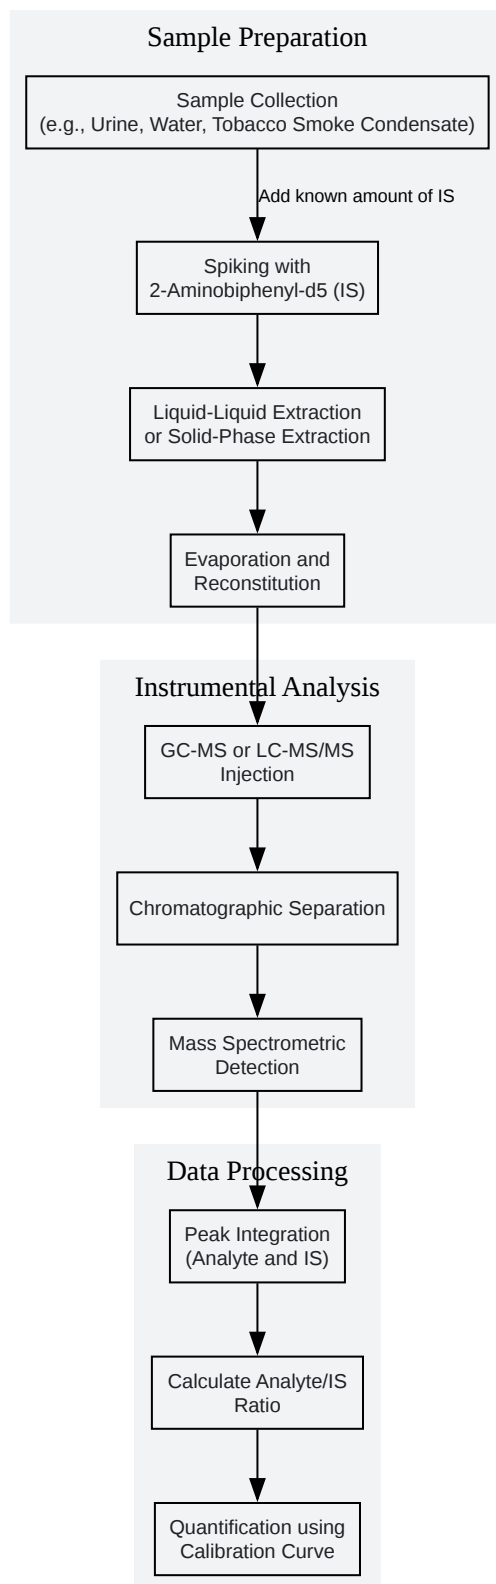 Sample Preparation
Sample Collection
(e.g., Urine, Water, Tobacco Smoke Condensate)
Add known amount of IS
Spiking with
2-Aminobiphenyl-d5 (IS)
Liquid-Liquid Extraction
or Solid-Phase Extraction
Evaporation and
Reconstitution
Instrumental Analysis
GC-MS or LC-MS/MS
Injection
Chromatographic Separation
Mass Spectrometric
Detection
Data Processing
Peak Integration
(Analyte and IS)
Calculate Analyte/IS
Ratio
Quantification using
Calibration Curve